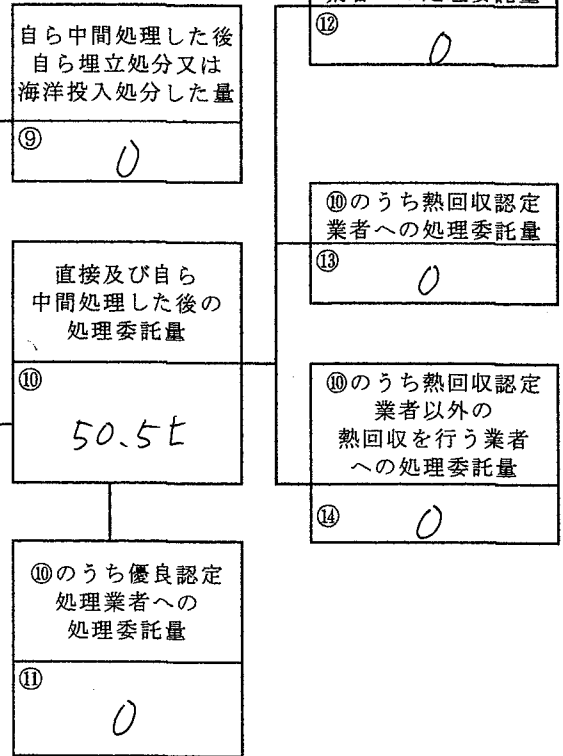 自ら中間処理した後
自ら埋立処分又は
海洋投入処分した量
⑨
0
直接及び自ら
中間処理した後の
処理委託量
⑩
50.5t
⑩のうち優良認定
処理業者への
処理委託量
⑪
0
⑫
0
⑩のうち熱回収認定
業者への処理委託量
⑬
0
⑩のうち熱回収認定
業者以外の
熱回収を行う業者
への処理委託量
⑭
0